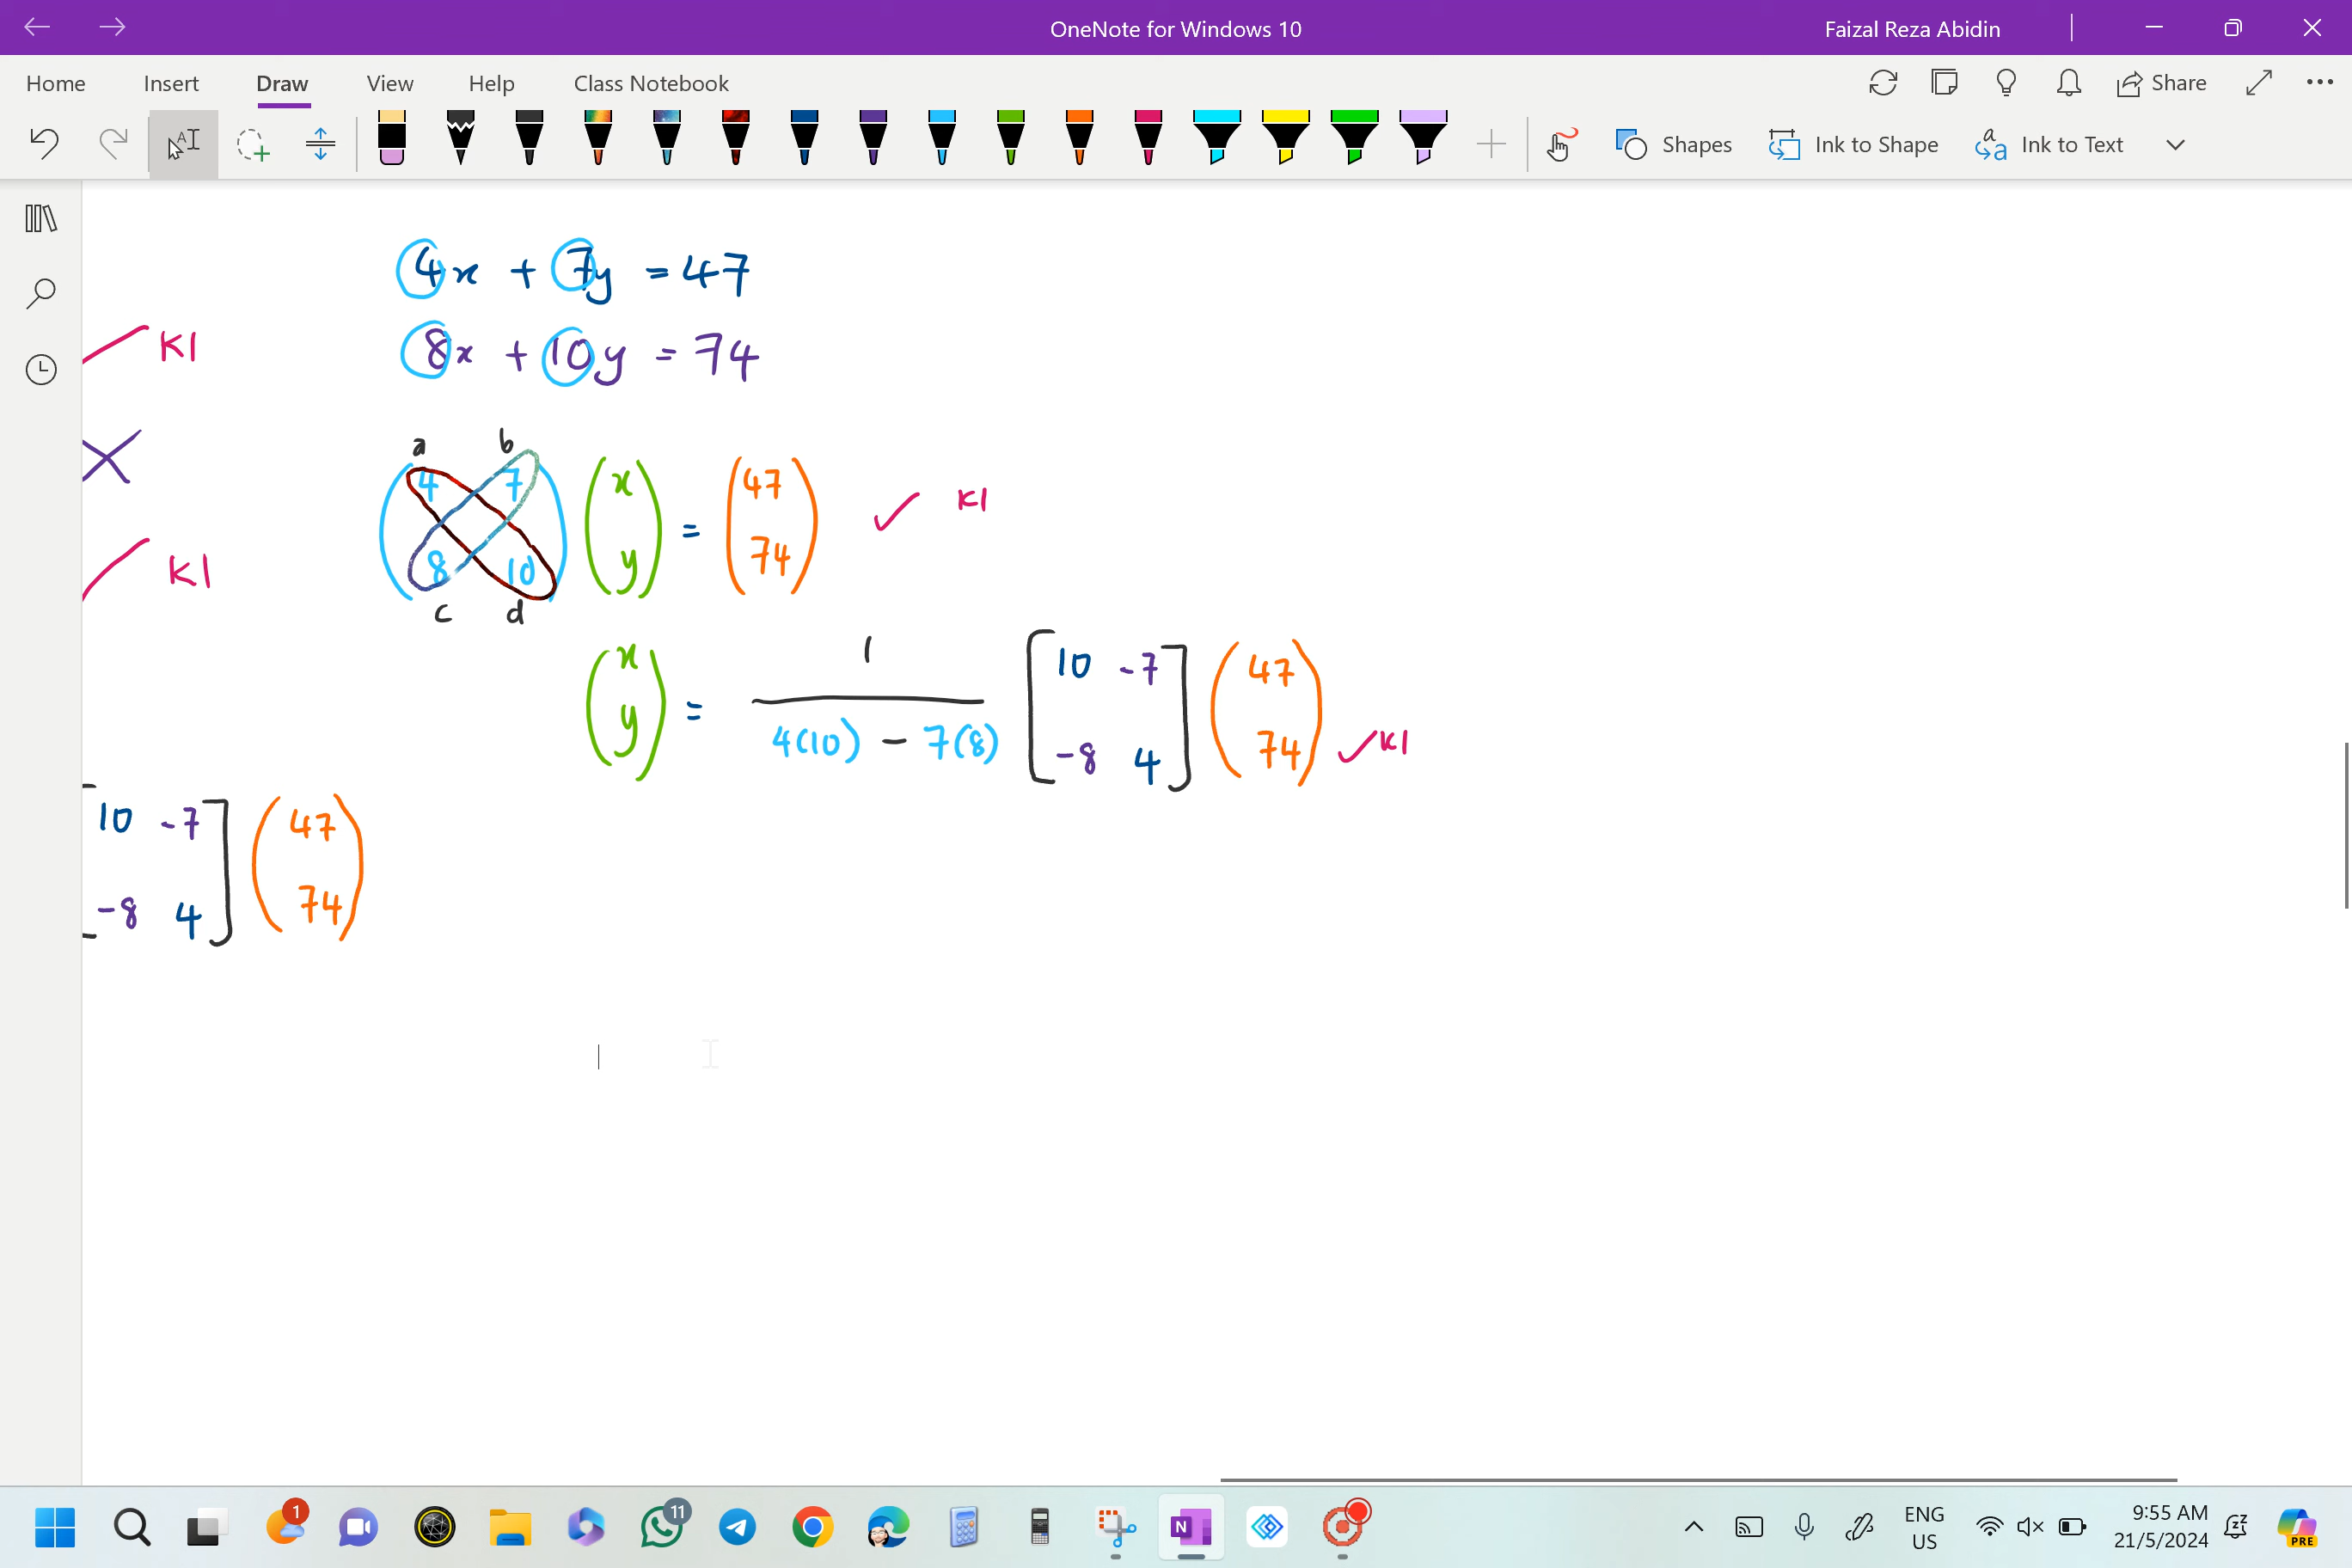 OneNote for Windows 10
Faizal Reza Abidin
Home Insert Draw View Help Class Notebook
Share
Shapes Ink to Shape Ink to Text
4x + 7y = 47
8x + 10y = 74
K1
K1
a b
(4 7) (x) = (47) ✓ K1
(8 10) (y) (74)
c d
(x) = 1 [10 -7] (47)
(y) 4(10) - 7(8) [-8 4] (74) ✓ K1
10 -7] (47)
-8 4] (74)
1
11
ENG
US
9:55 AM
21/5/2024
PRE